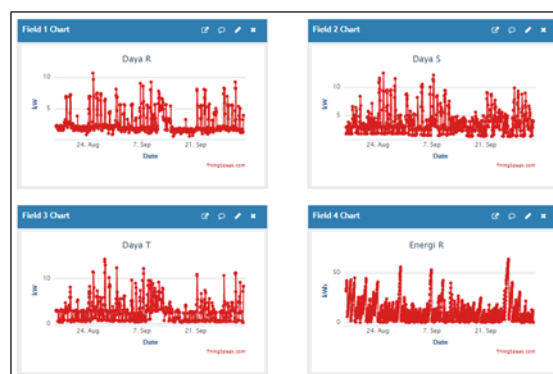 Field 1 Chart
Daya R
kW
10
5
24. Aug
7. Sep
21. Sep
Date
ThingSpeak.com
Field 2 Chart
Daya S
kW
10
5
24. Aug
7. Sep
21. Sep
Date
ThingSpeak.com
Field 3 Chart
Daya T
kW
10
0
24. Aug
7. Sep
21. Sep
Date
ThingSpeak.com
Field 4 Chart
Energi R
50
0
24. Aug
7. Sep
21. Sep
Date
ThingSpeak.com